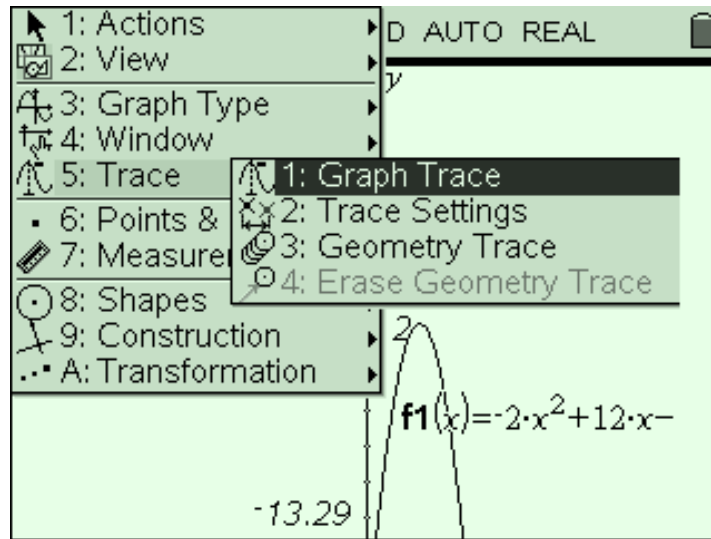 1: Actions
2: View
3: Graph Type
4: Window
5: Trace
6: Points &
7: Measure
8: Shapes
9: Construction
A: Transformation
1: Graph Trace
2: Trace Settings
3: Geometry Trace
4: Erase Geometry Trace
D AUTO REAL
y
2
f1(x)=-2·x²+12·x−
-13.29